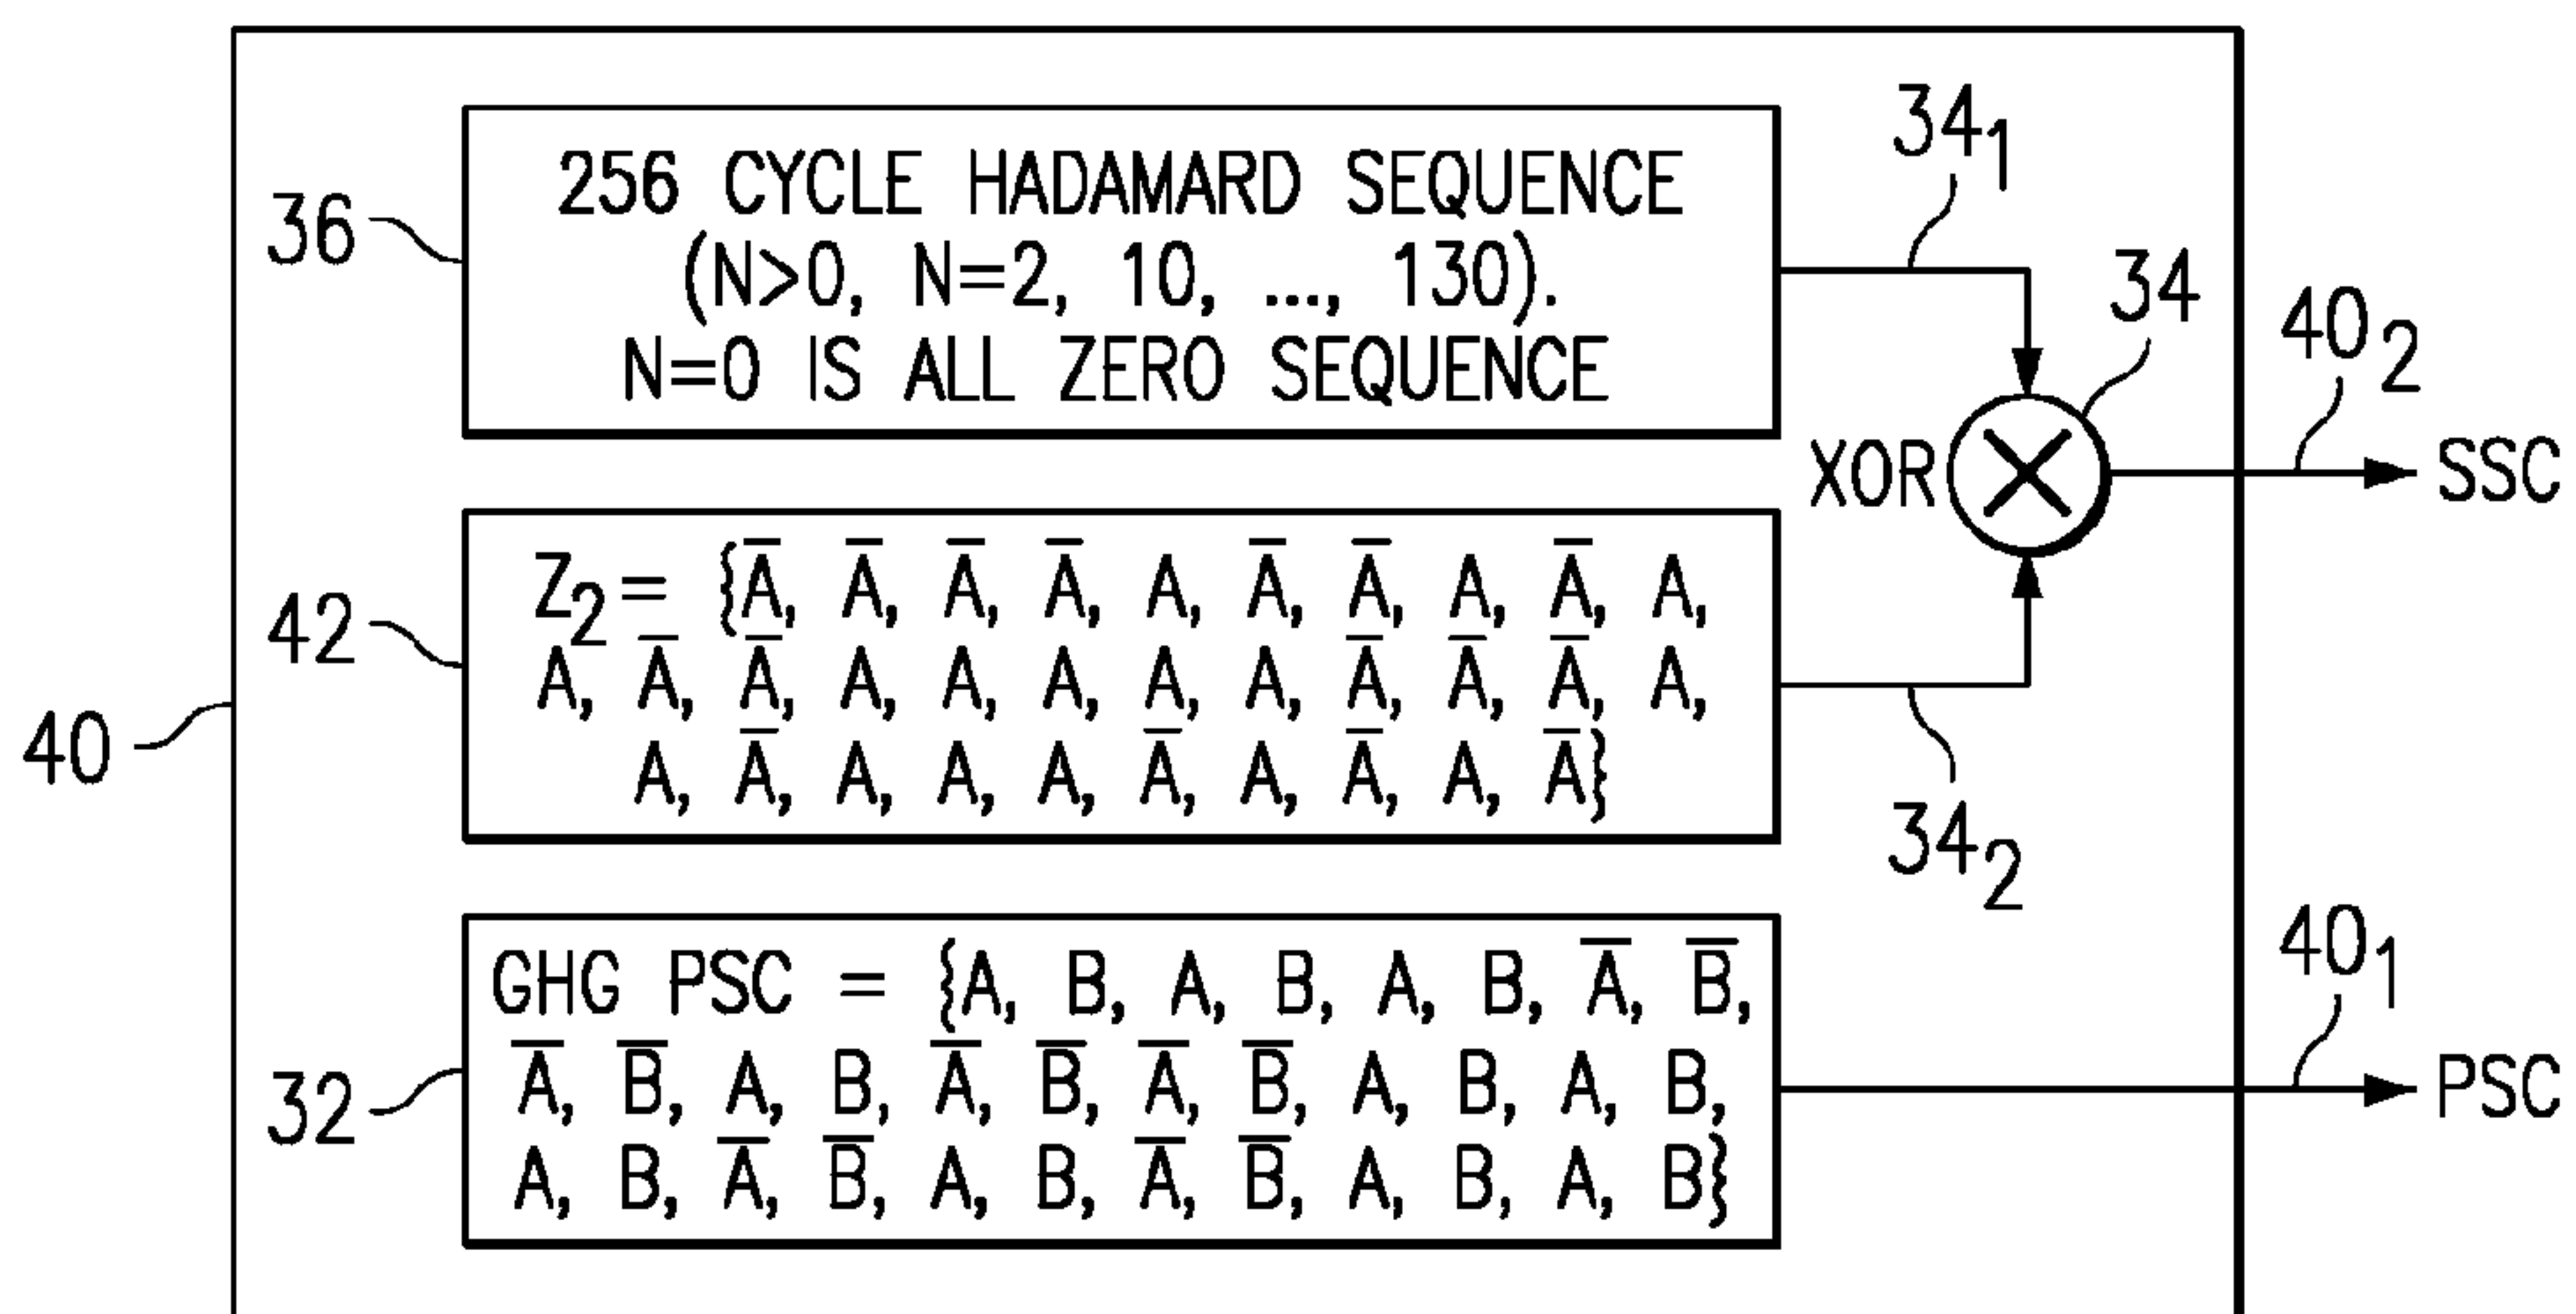 256 CYCLE HADAMARD SEQUENCE
(N>0, N=2, 10, ..., 130).
N=0 IS ALL ZERO SEQUENCE
36
34₁
34
40₂
XOR
SSC
Z₂= {A̅, A̅, A̅, A̅, A, A̅, A̅, A, A̅, A,
A, A̅, A̅, A, A, A, A, A, A̅, A̅, A̅, A,
A, A̅, A, A, A, A̅, A, A̅, A, A̅}
42
40
34₂
GHG PSC = {A, B, A, B, A, B, A̅, B̅,
A̅, B̅, A, B, A̅, B̅, A̅, B̅, A, B, A, B,
A, B, A̅, B̅, A, B, A̅, B̅, A, B, A, B}
32
40₁
PSC